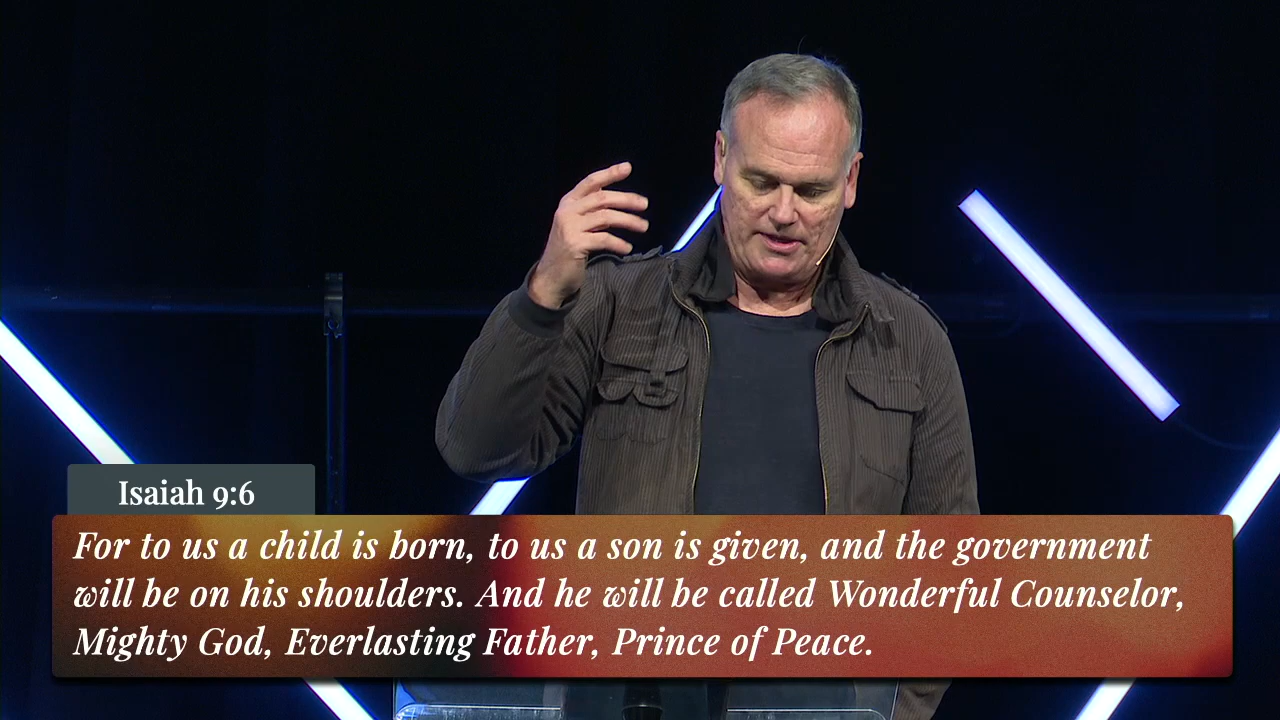 Isaiah 9:6
For to us a child is born, to us a son is given, and the government
will be on his shoulders. And he will be called Wonderful Counselor,
Mighty God, Everlasting Father, Prince of Peace.